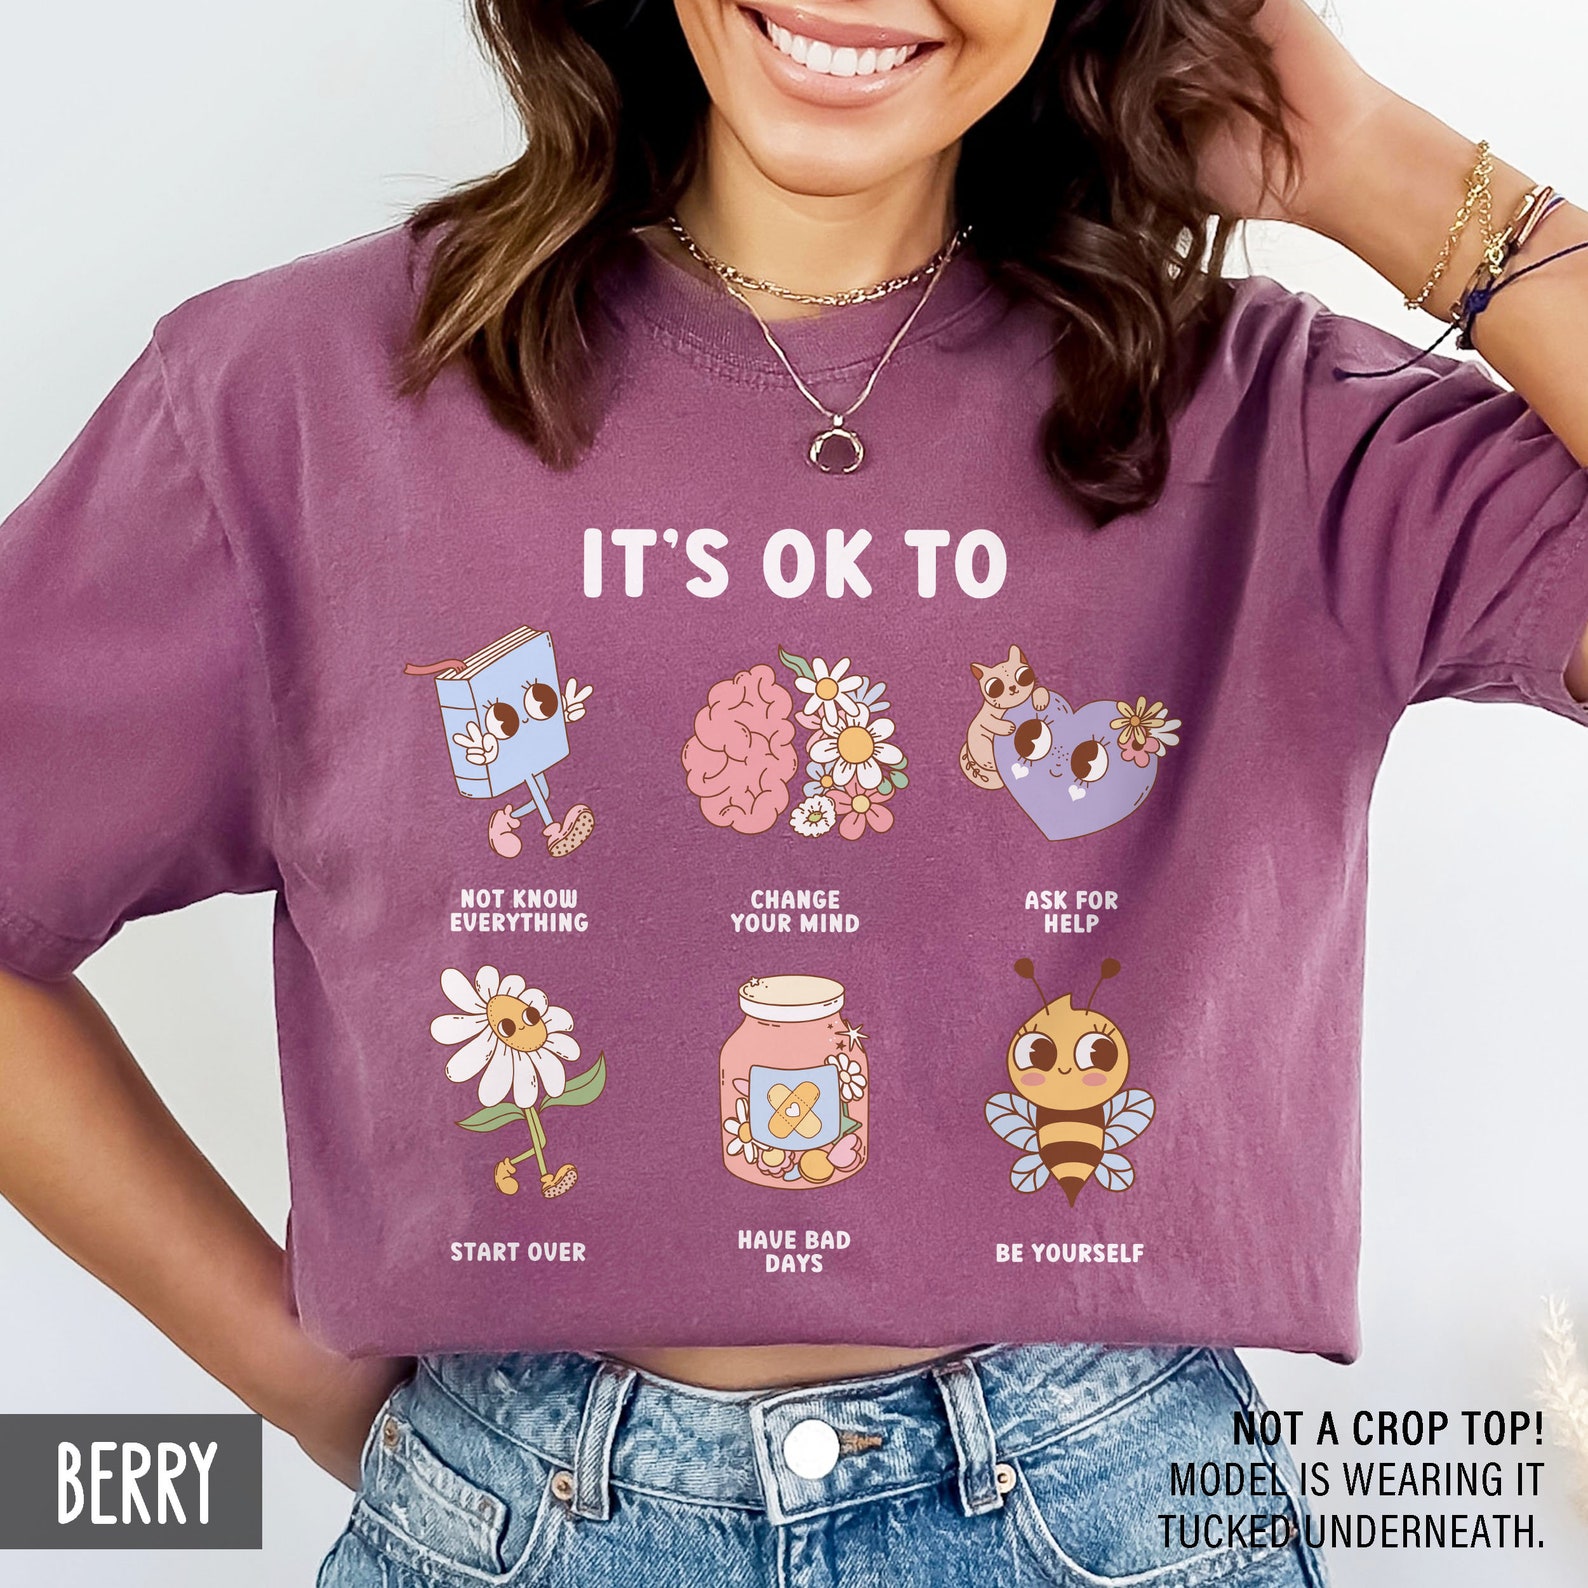 IT'S OK TO
NOT KNOW
EVERYTHING
CHANGE
YOUR MIND
ASK FOR
HELP
START OVER
HAVE BAD
DAYS
BE YOURSELF
BERRY
NOT A CROP TOP!
MODEL IS WEARING IT
TUCKED UNDERNEATH.